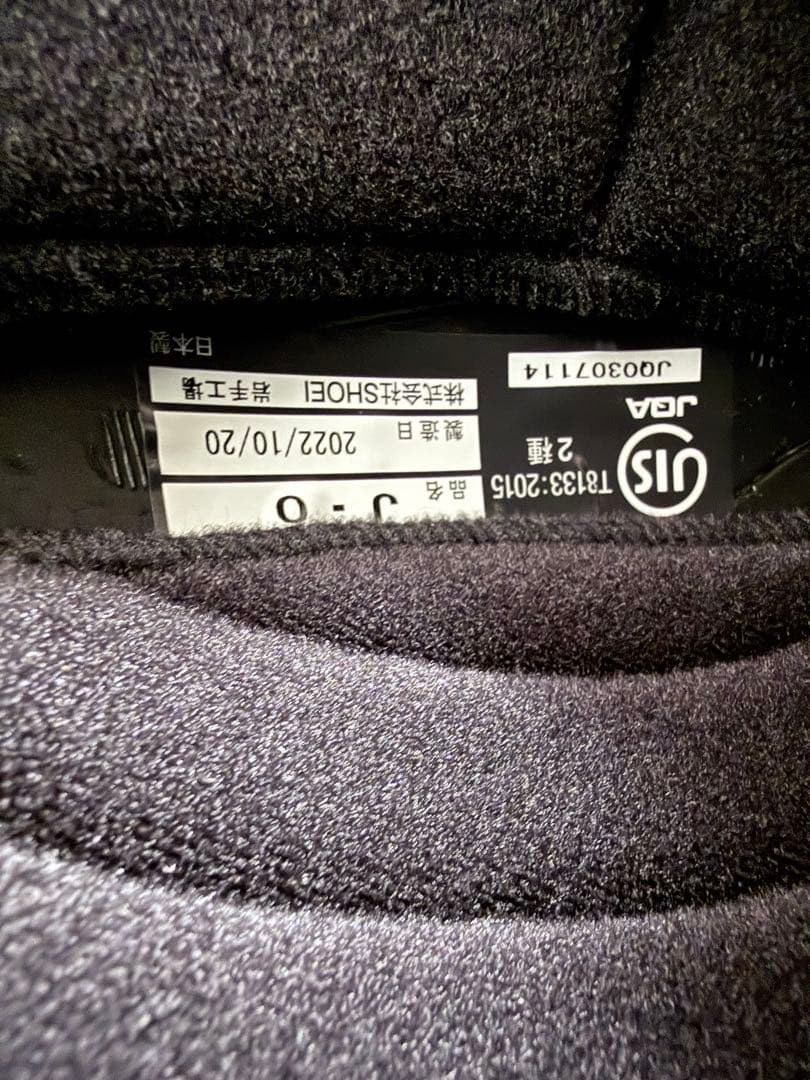 品名 J・O
製造日 2022/10/20
株式会社SHOEI 岩手工場
日本製
JIS
T8133:2015
2種
JQA
JQ0307114